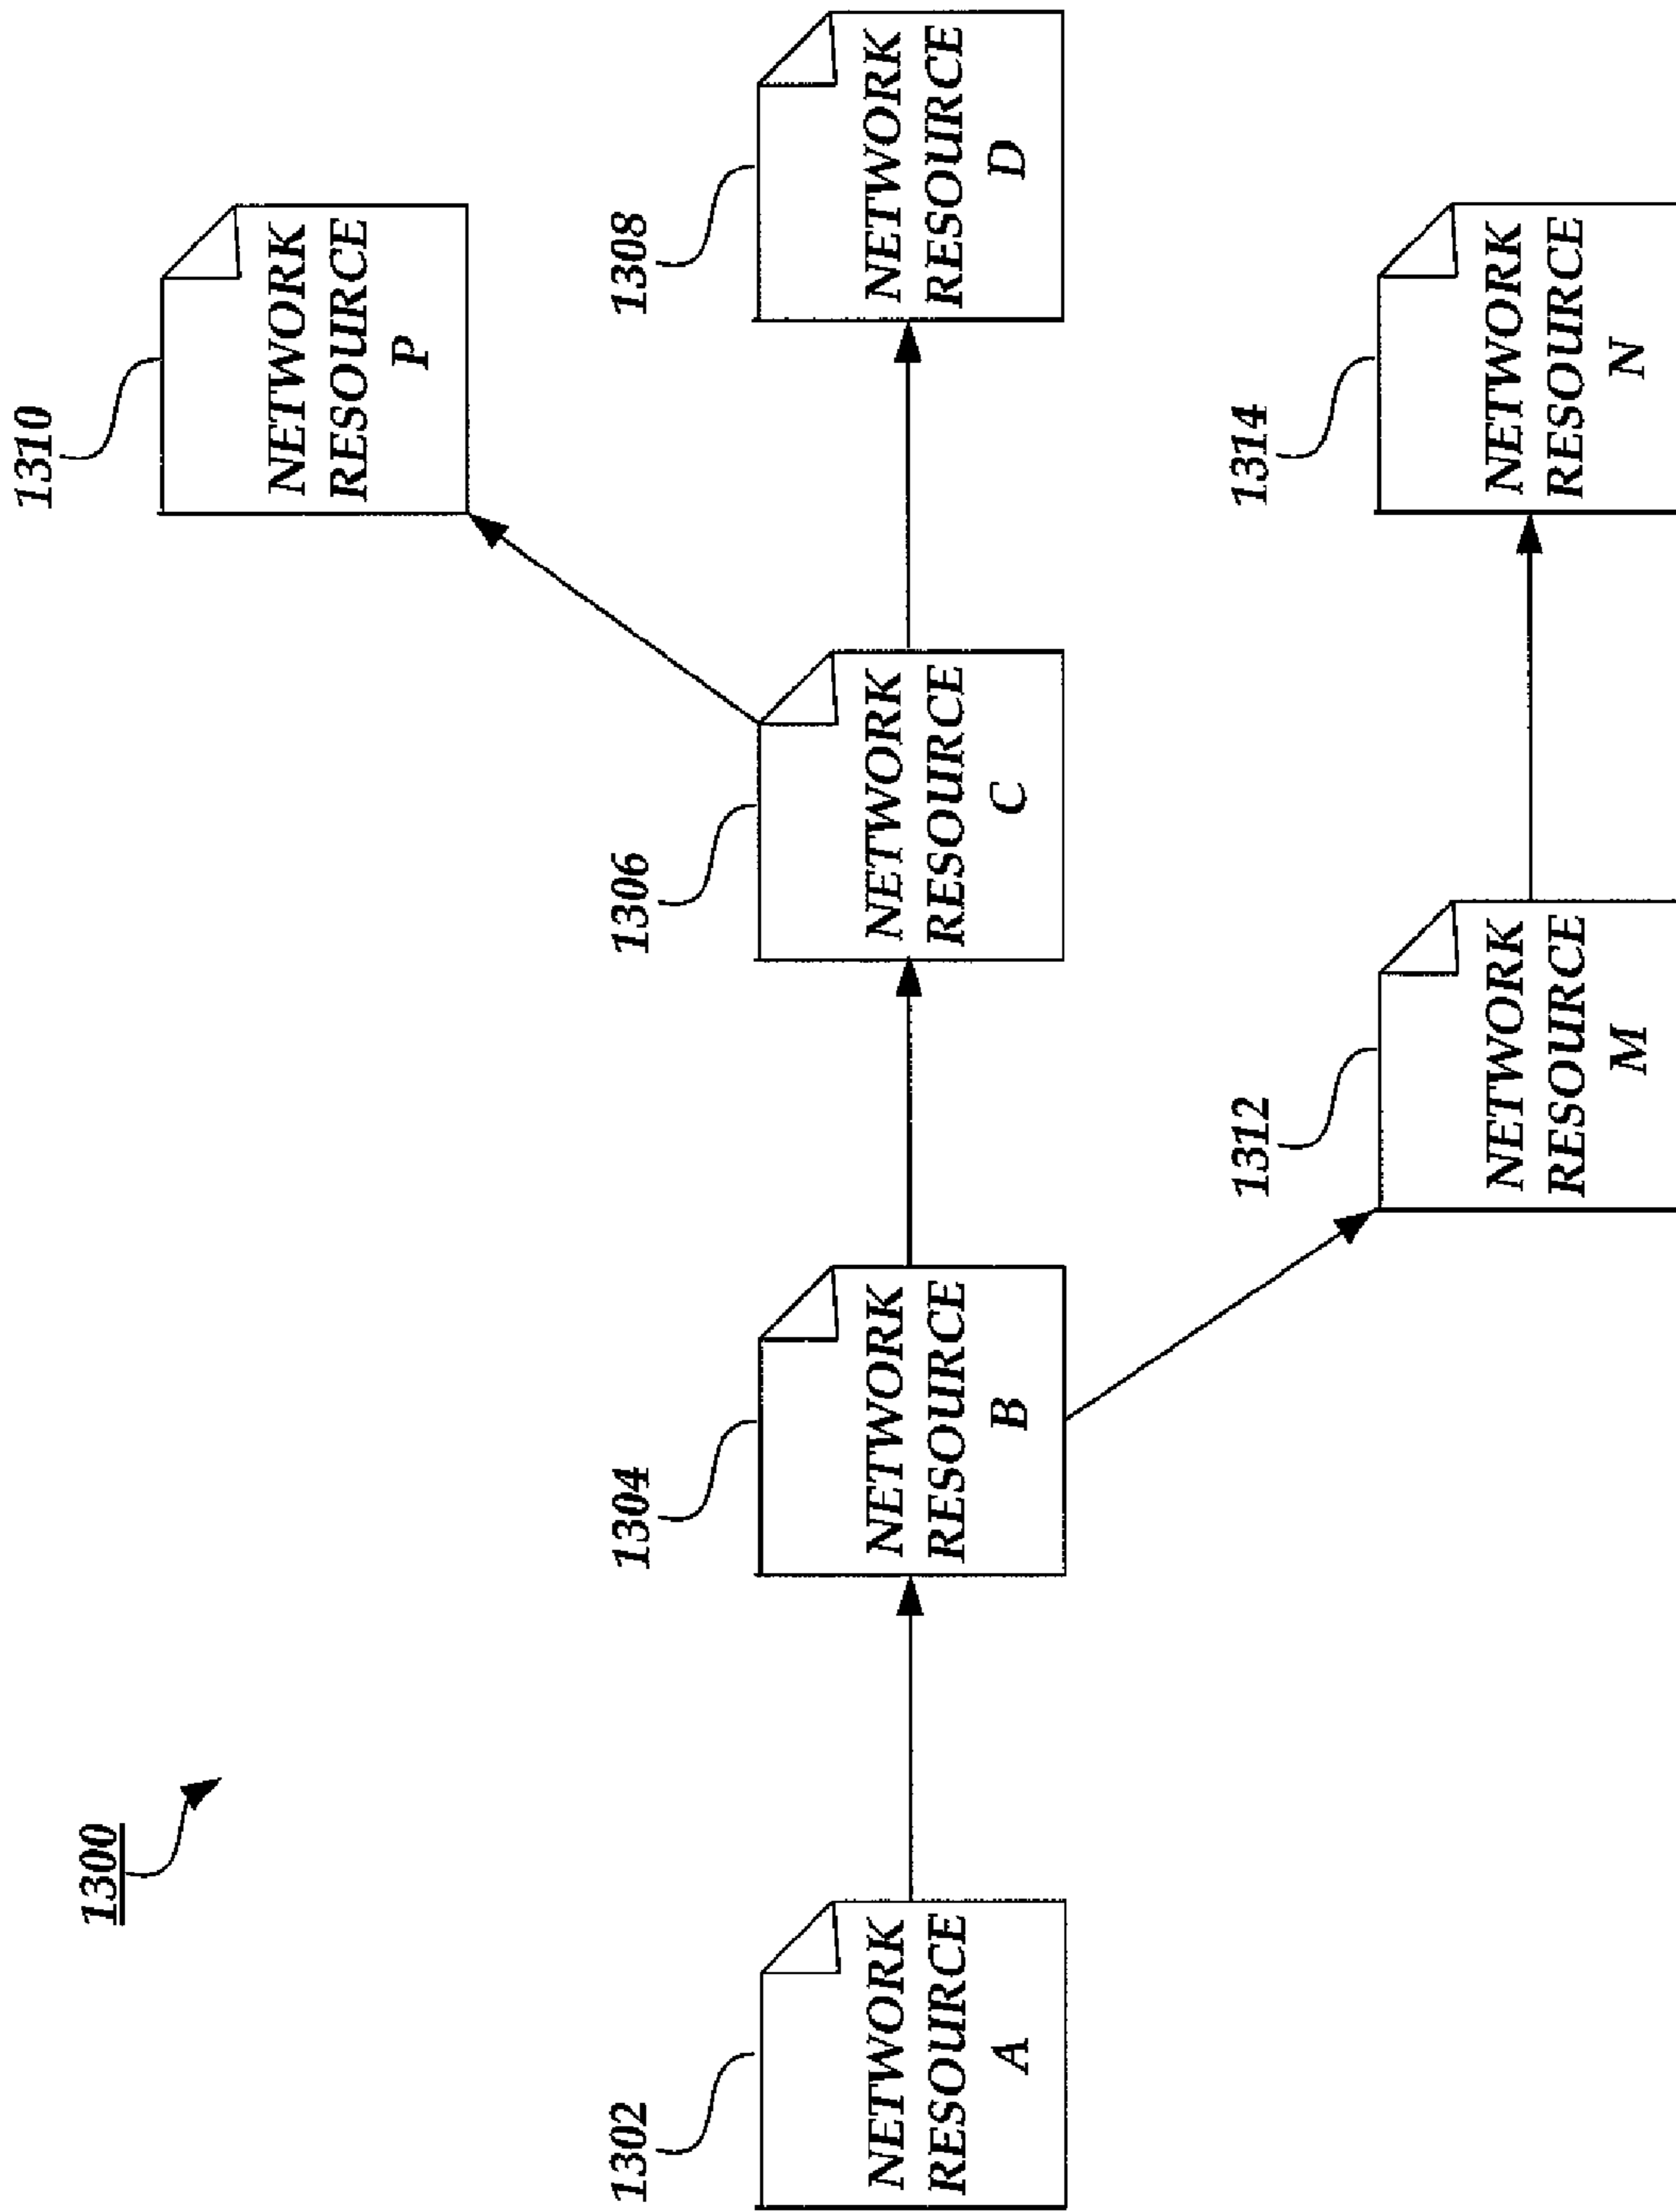 1300
1310
NETWORK
RESOURCE
P
1302
NETWORK
RESOURCE
A
1304
NETWORK
RESOURCE
B
1306
NETWORK
RESOURCE
C
1308
NETWORK
RESOURCE
D
1312
NETWORK
RESOURCE
M
1314
NETWORK
RESOURCE
N